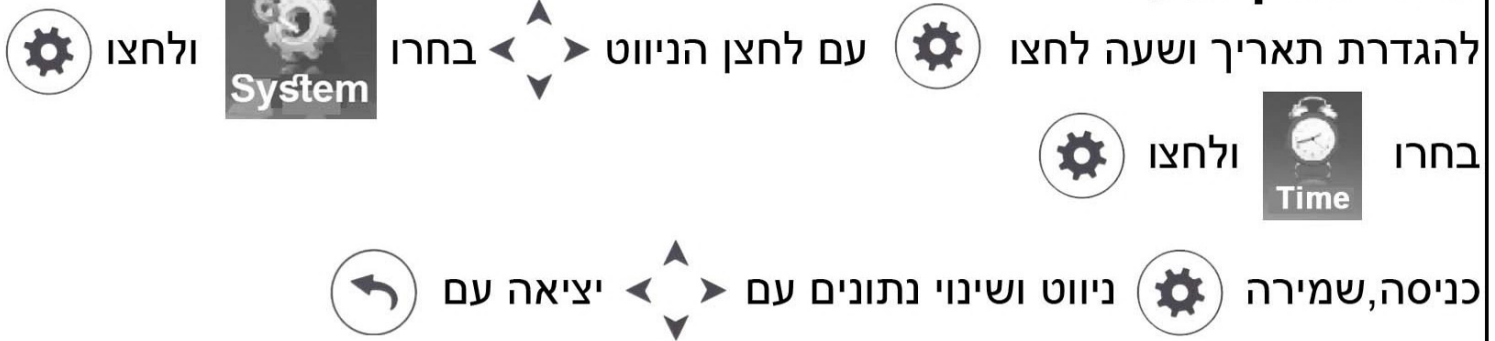 להגדרת תאריך ושעה לחצו עם לחצן הניווט בחרו System ולחצו
בחרו Time ולחצו
כניסה,שמירה ניווט ושינוי נתונים עם יציאה עם